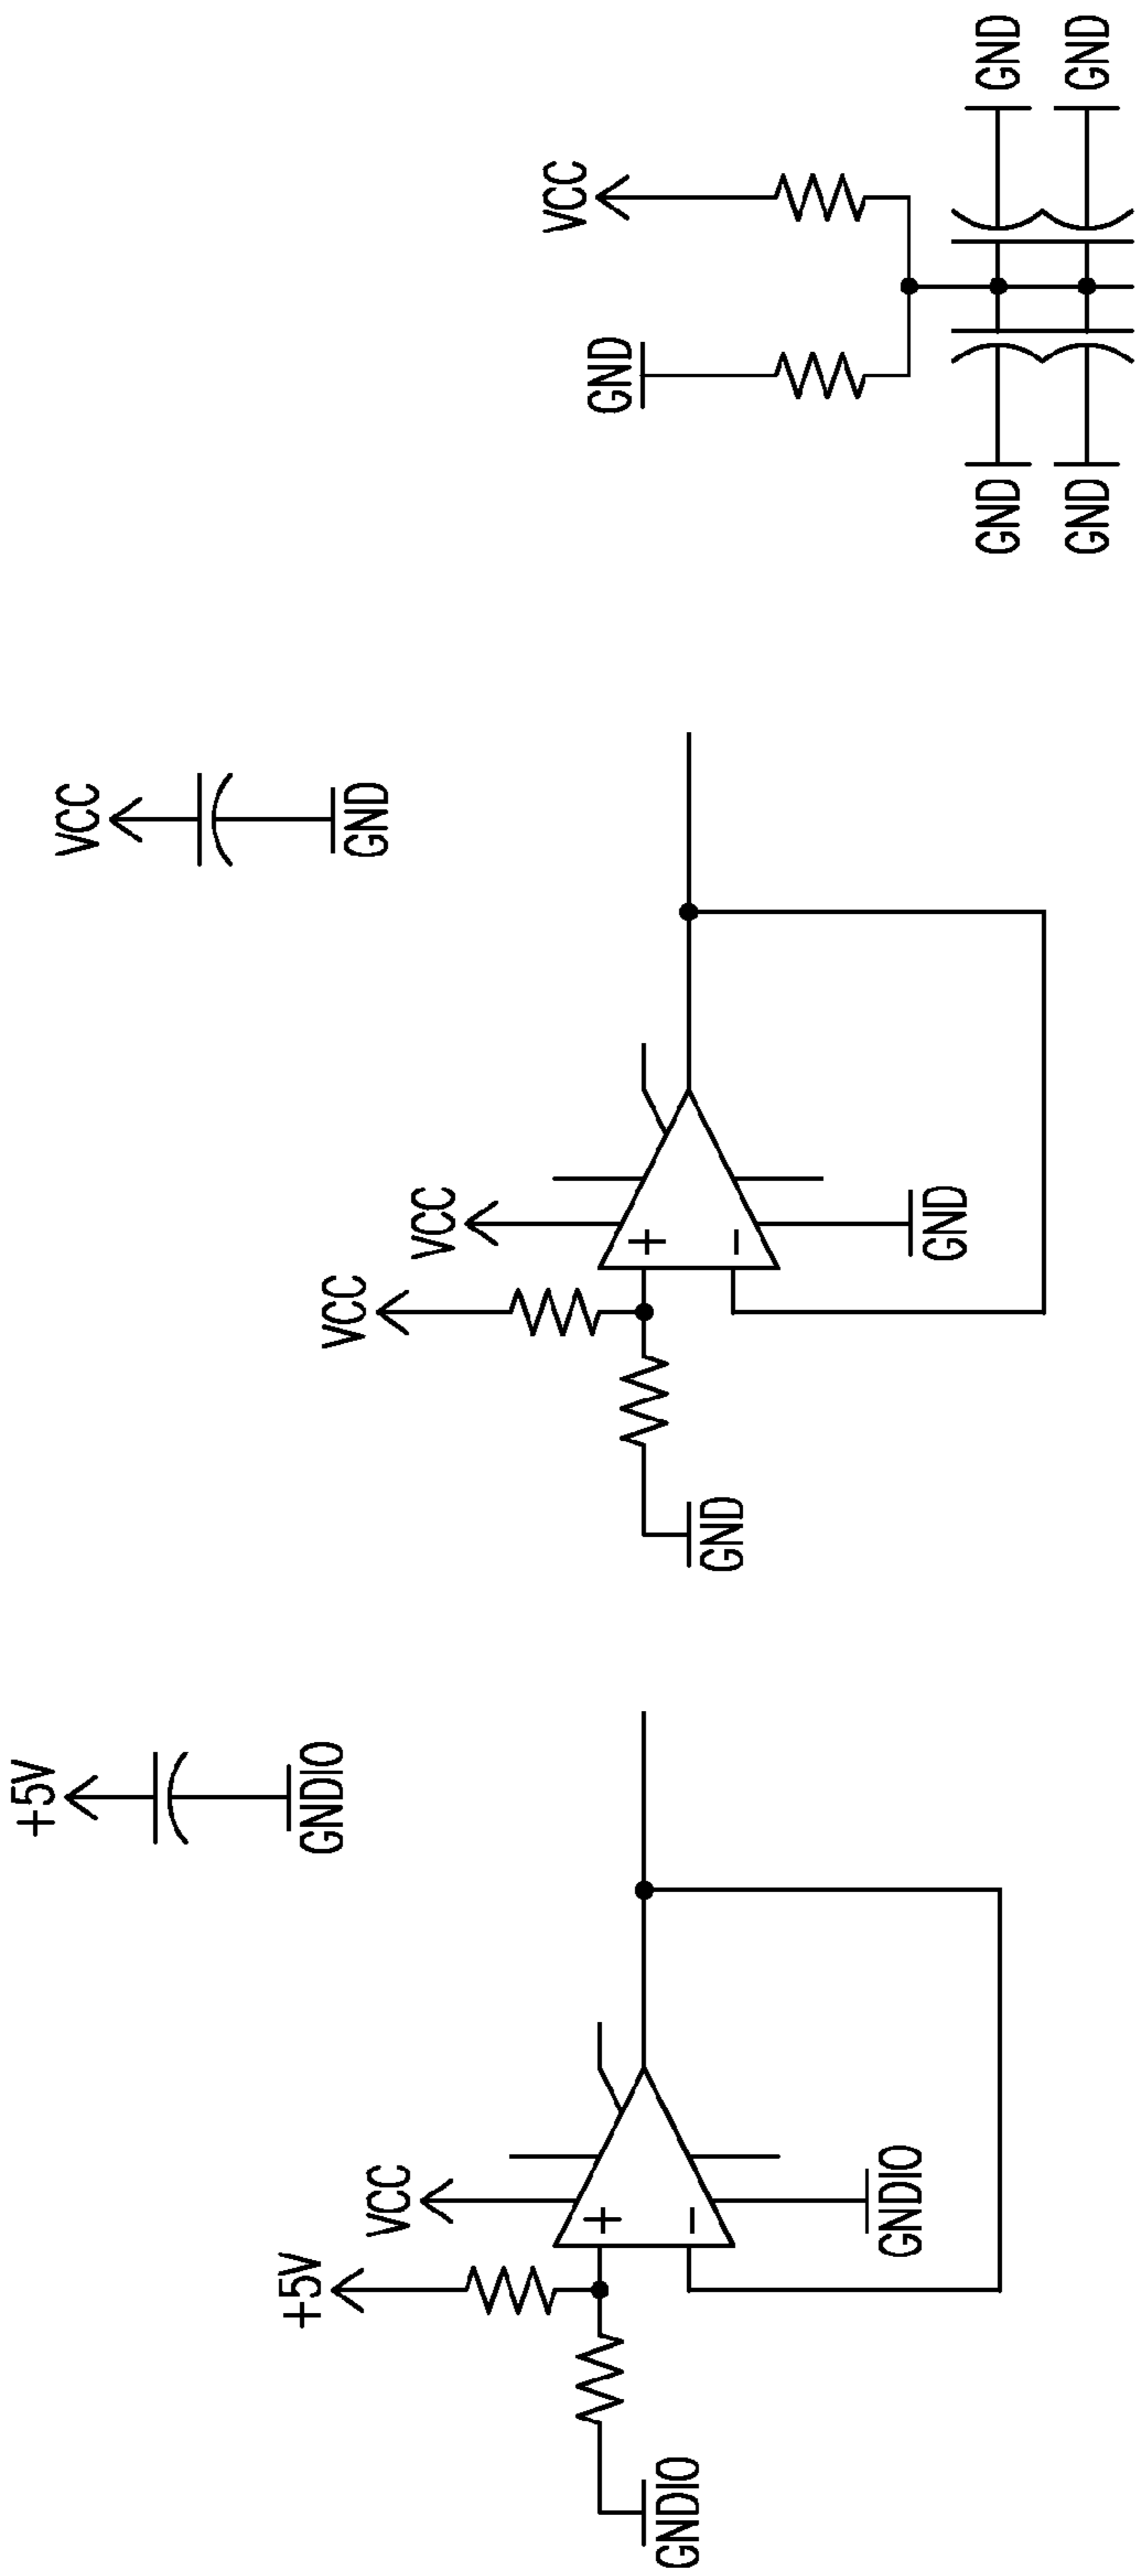 +5V
GNDIO
+5V
VCC
GNDIO
+
-
GNDIO
VCC
GND
VCC
VCC
GND
+
-
GND
VCC
GND
GND
GND
GND
GND